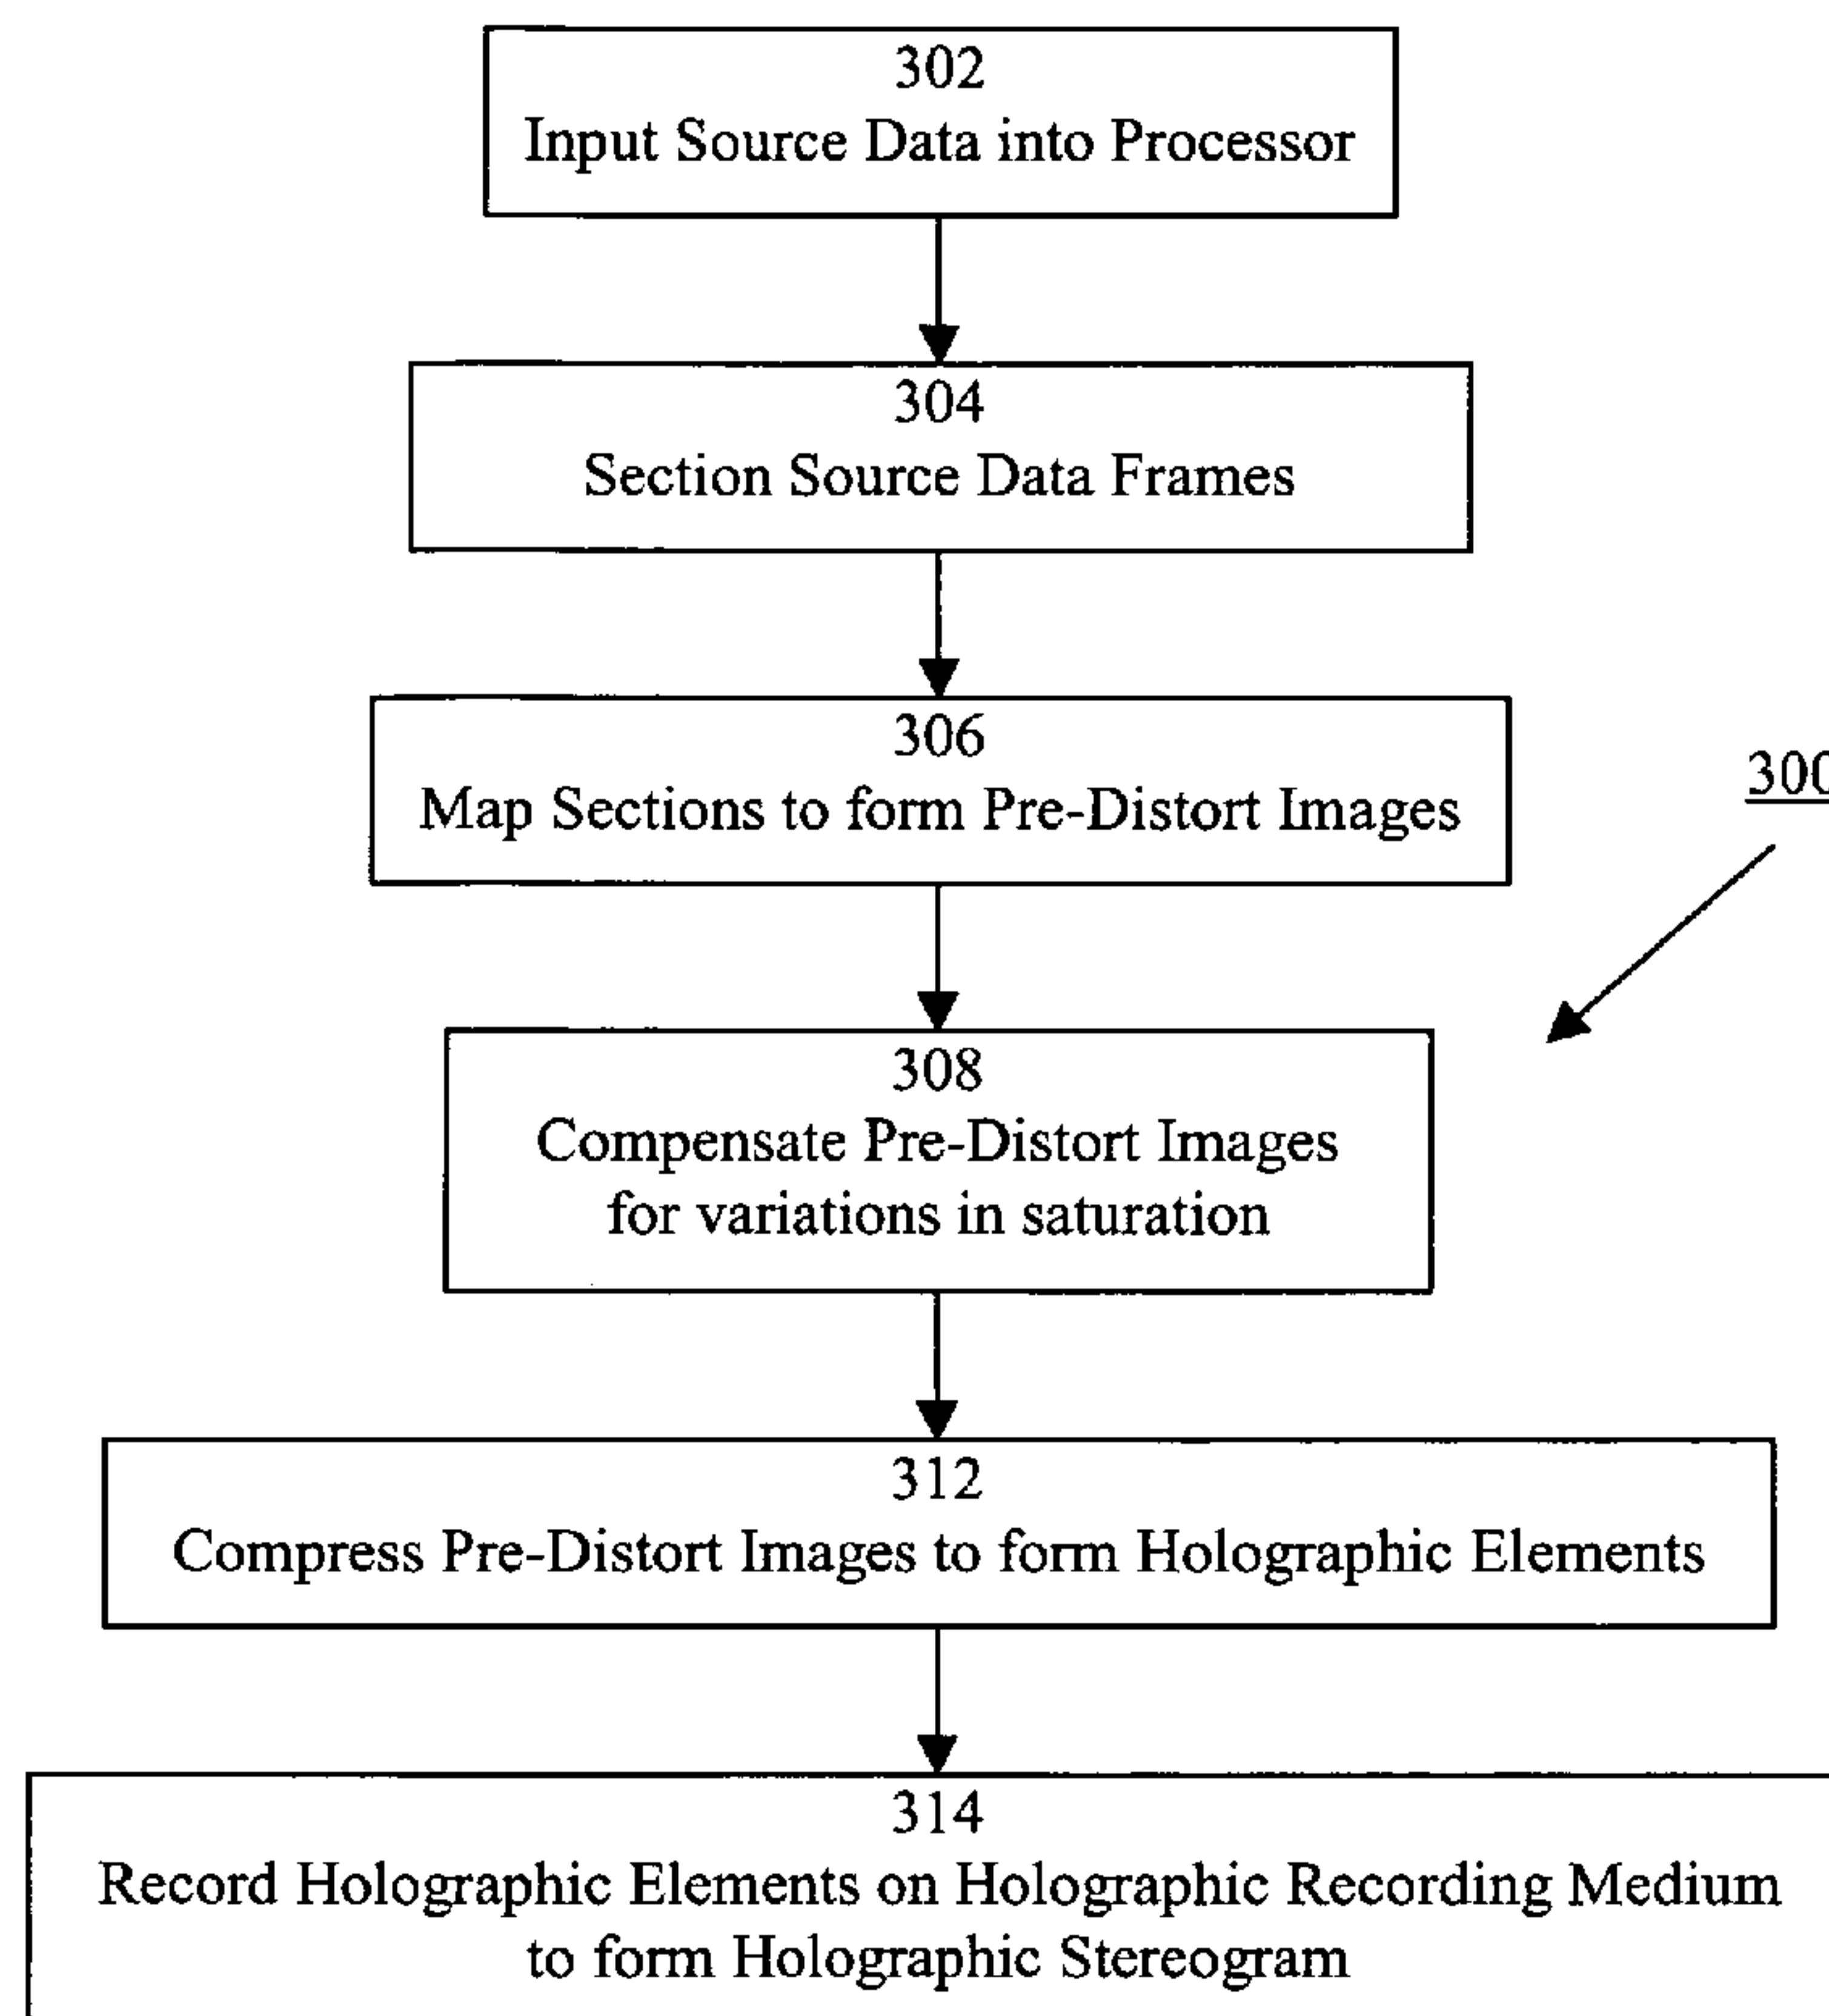 302
Input Source Data into Processor
304
Section Source Data Frames
306
Map Sections to form Pre-Distort Images
300
308
Compensate Pre-Distort Images
for variations in saturation
312
Compress Pre-Distort Images to form Holographic Elements
314
Record Holographic Elements on Holographic Recording Medium
to form Holographic Stereogram